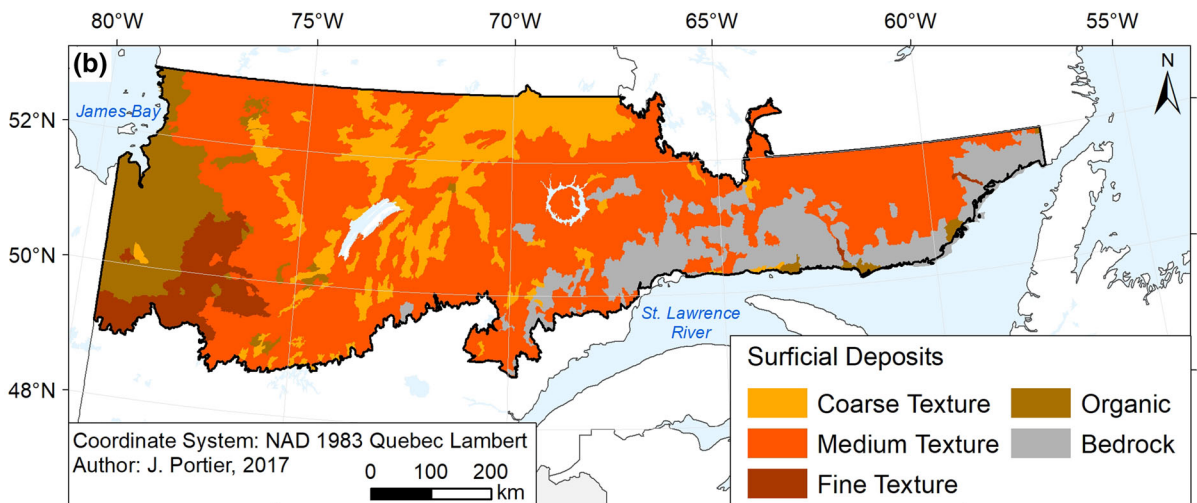 80°W 75°W 70°W 65°W 60°W 55°W
(b)
N
James Bay
52°N
50°N
48°N
St. Lawrence
River
Surficial Deposits
Coarse Texture Organic
Medium Texture Bedrock
Fine Texture
Coordinate System: NAD 1983 Quebec Lambert
Author: J. Portier, 2017
0 100 200
km